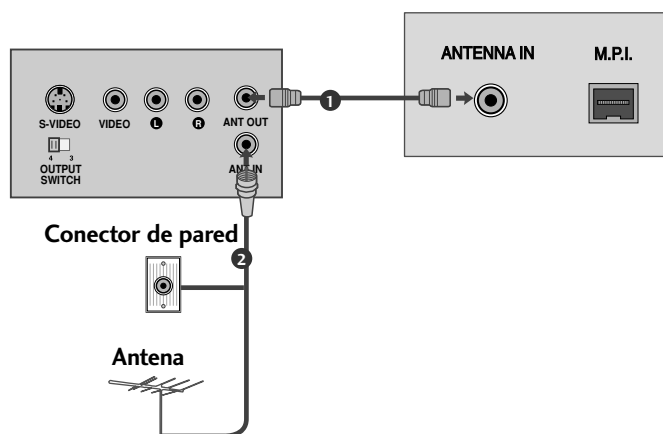 ANTENNA IN
M.P.I.
S-VIDEO
VIDEO
L
R
ANT OUT
1
4 3
OUTPUT
SWITCH
ANT IN
Conector de pared
2
Antena